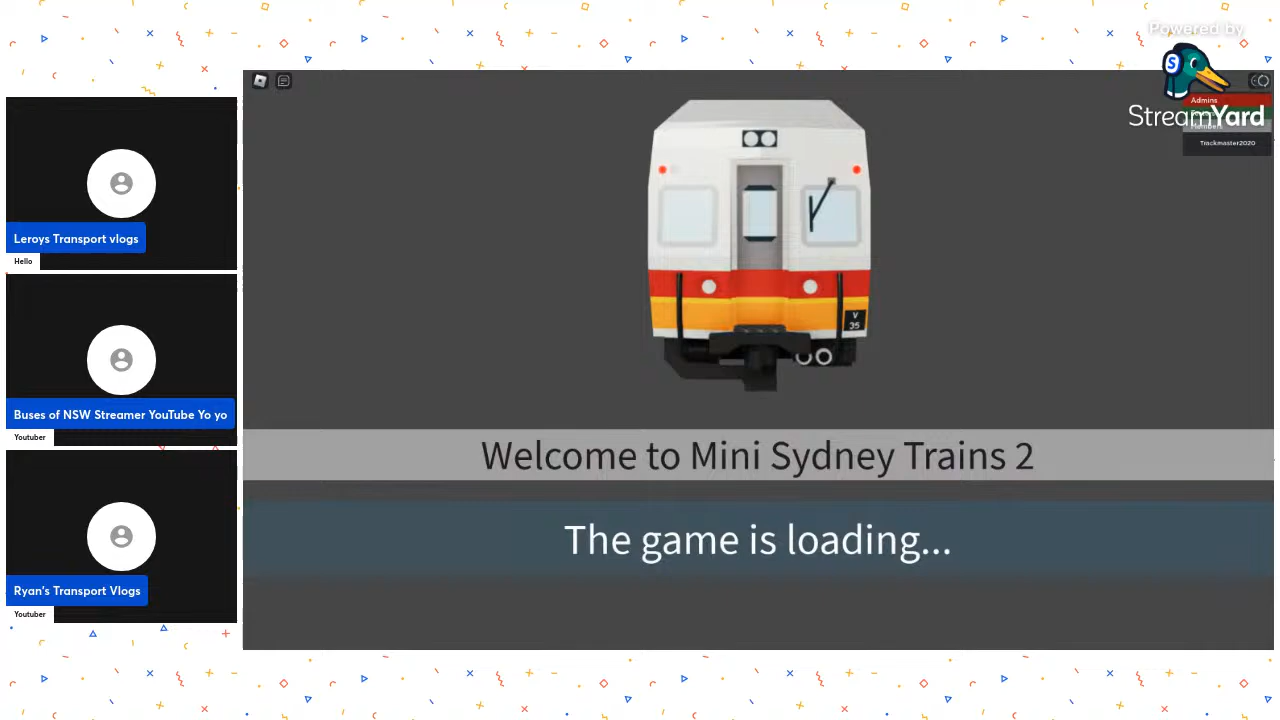 Powered by
StreamYard
Admins
Members
Trackmaster2020
Leroys Transport vlogs
Hello
Buses of NSW Streamer YouTube Yo yo
Youtuber
Ryan's Transport Vlogs
Youtuber
V
35
Welcome to Mini Sydney Trains 2
The game is loading...